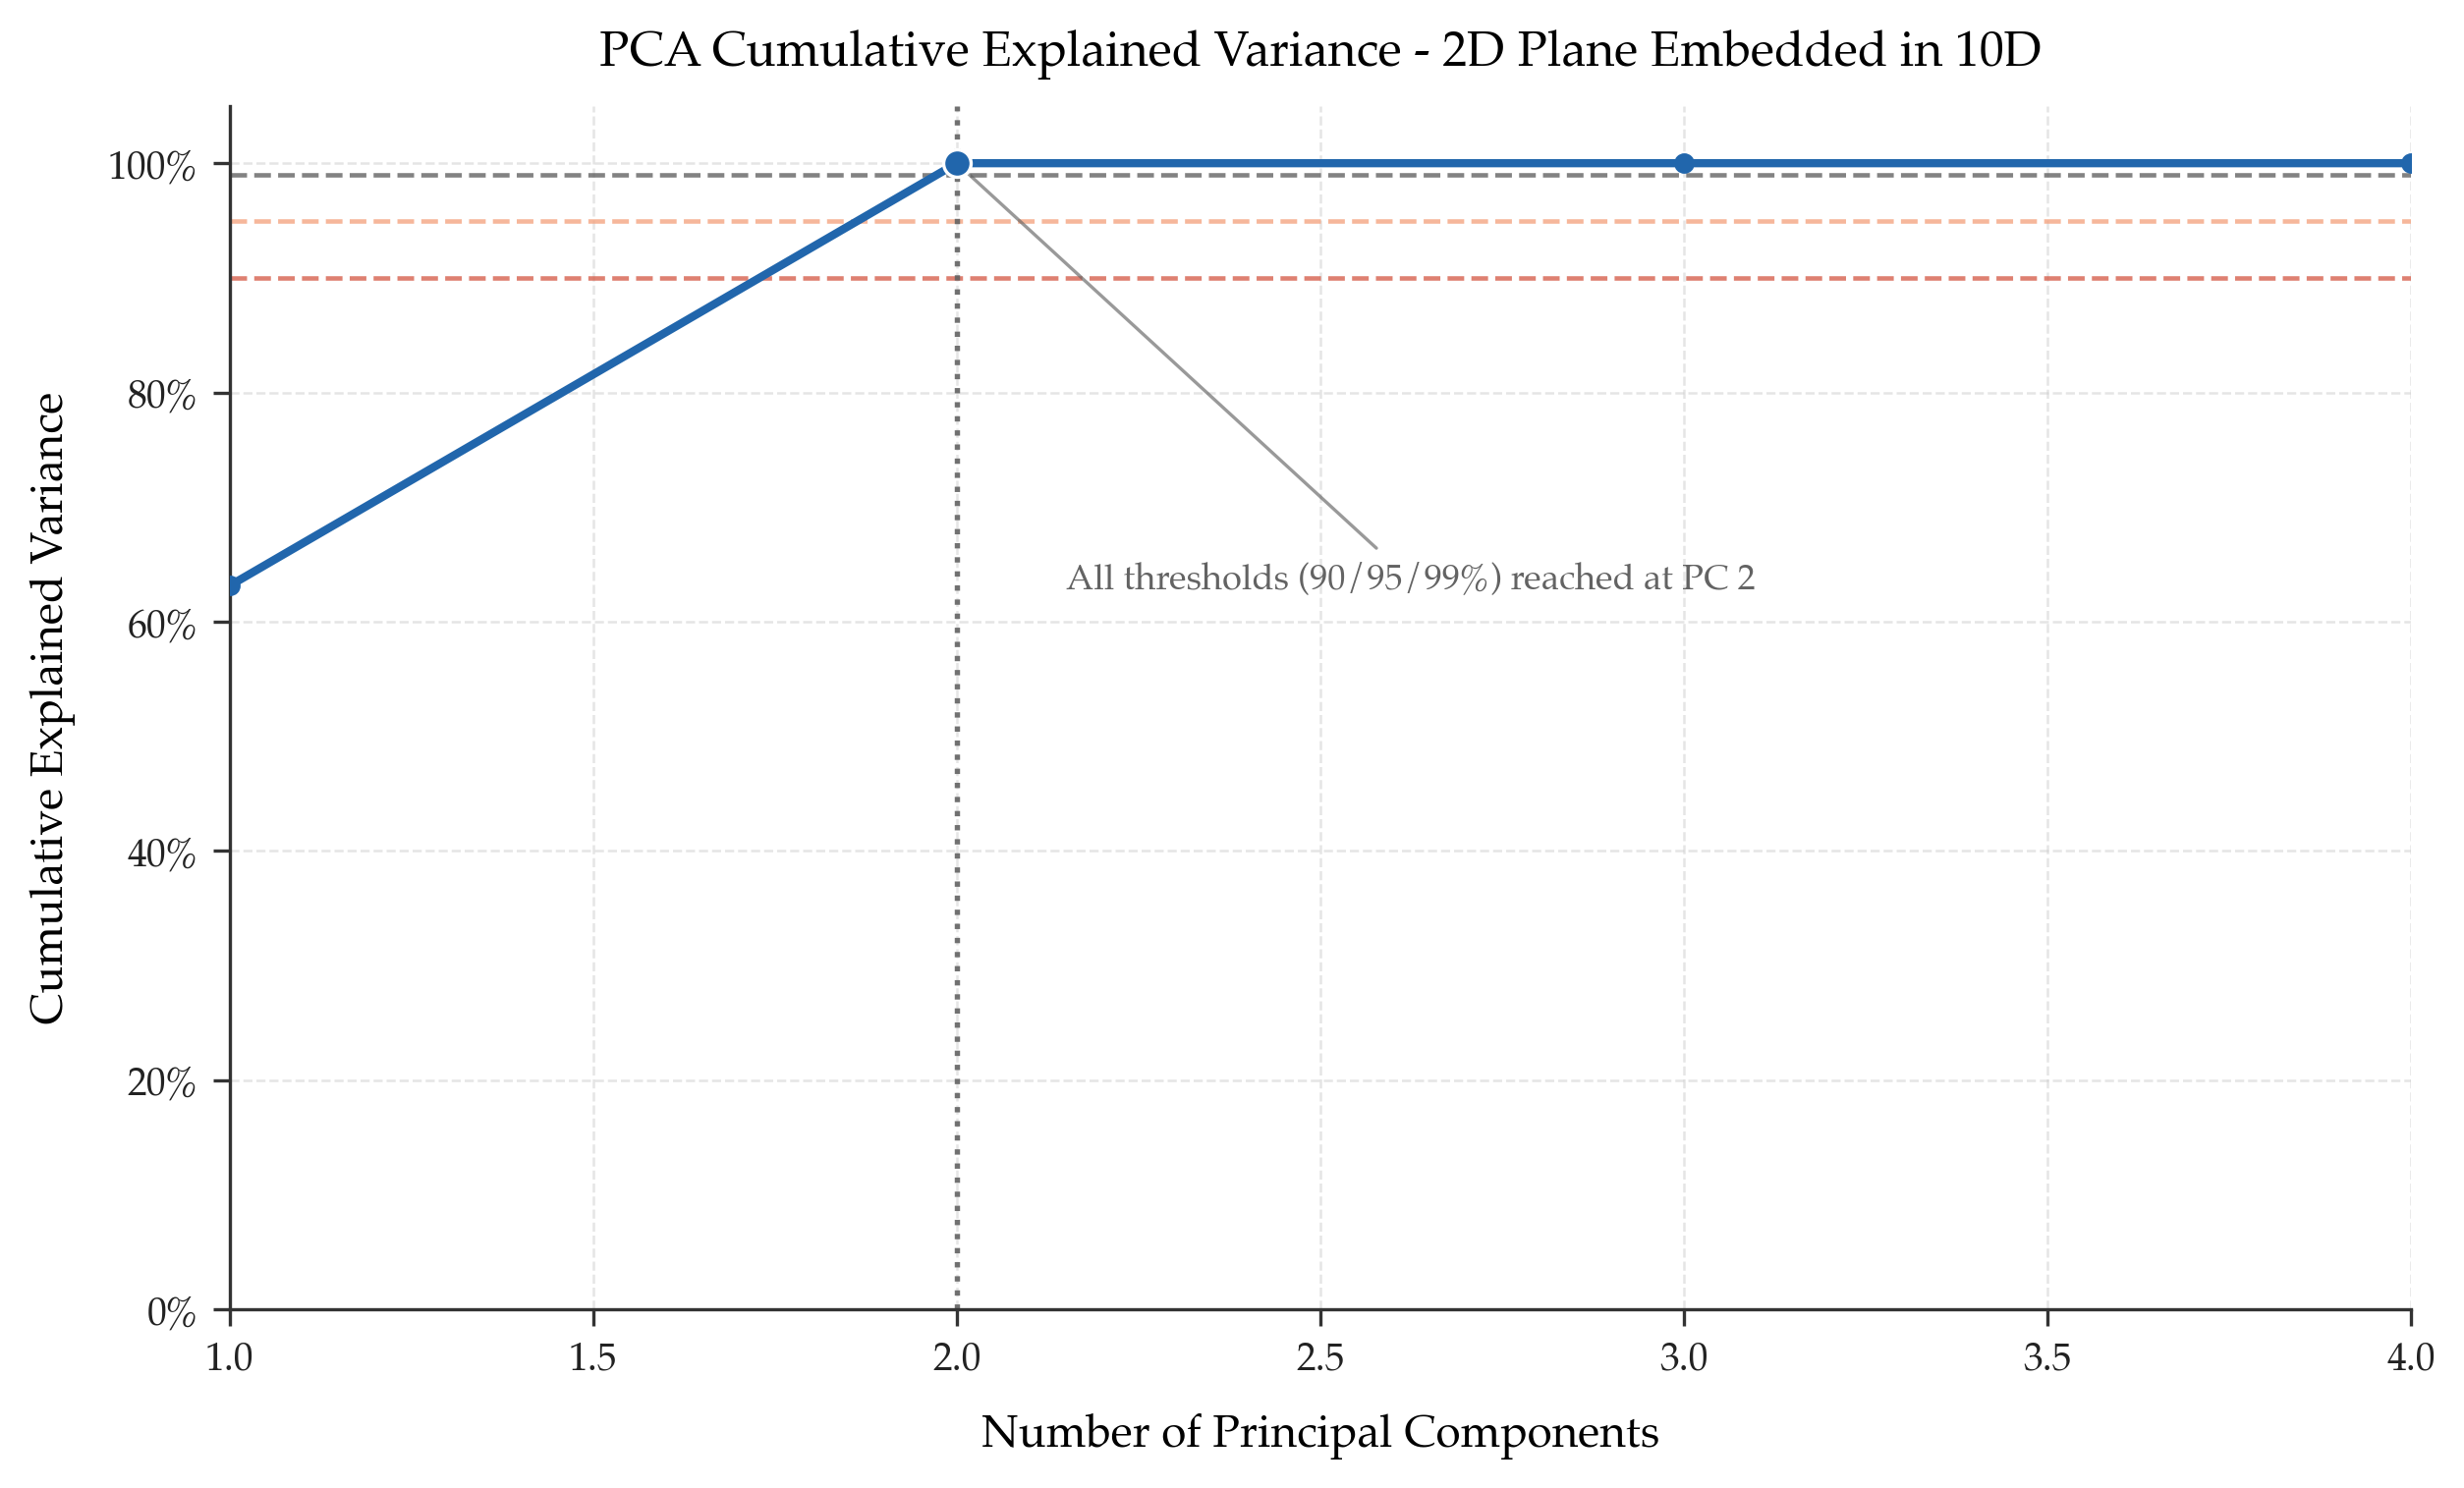 PCA Cumulative Explained Variance - 2D Plane Embedded in 10D
Cumulative Explained Variance
100%
80%
60%
40%
20%
0%
All thresholds (90/95/99%) reached at PC 2
1.0 1.5 2.0 2.5 3.0 3.5 4.0
Number of Principal Components